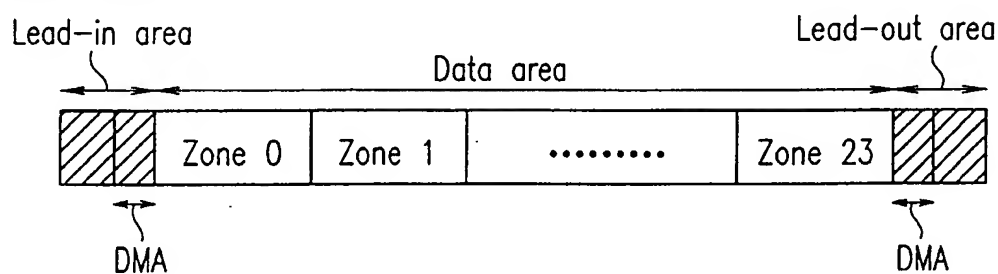 Lead-in area
Lead-out area
Data area
Zone 0
Zone 1
.........
Zone 23
DMA
DMA